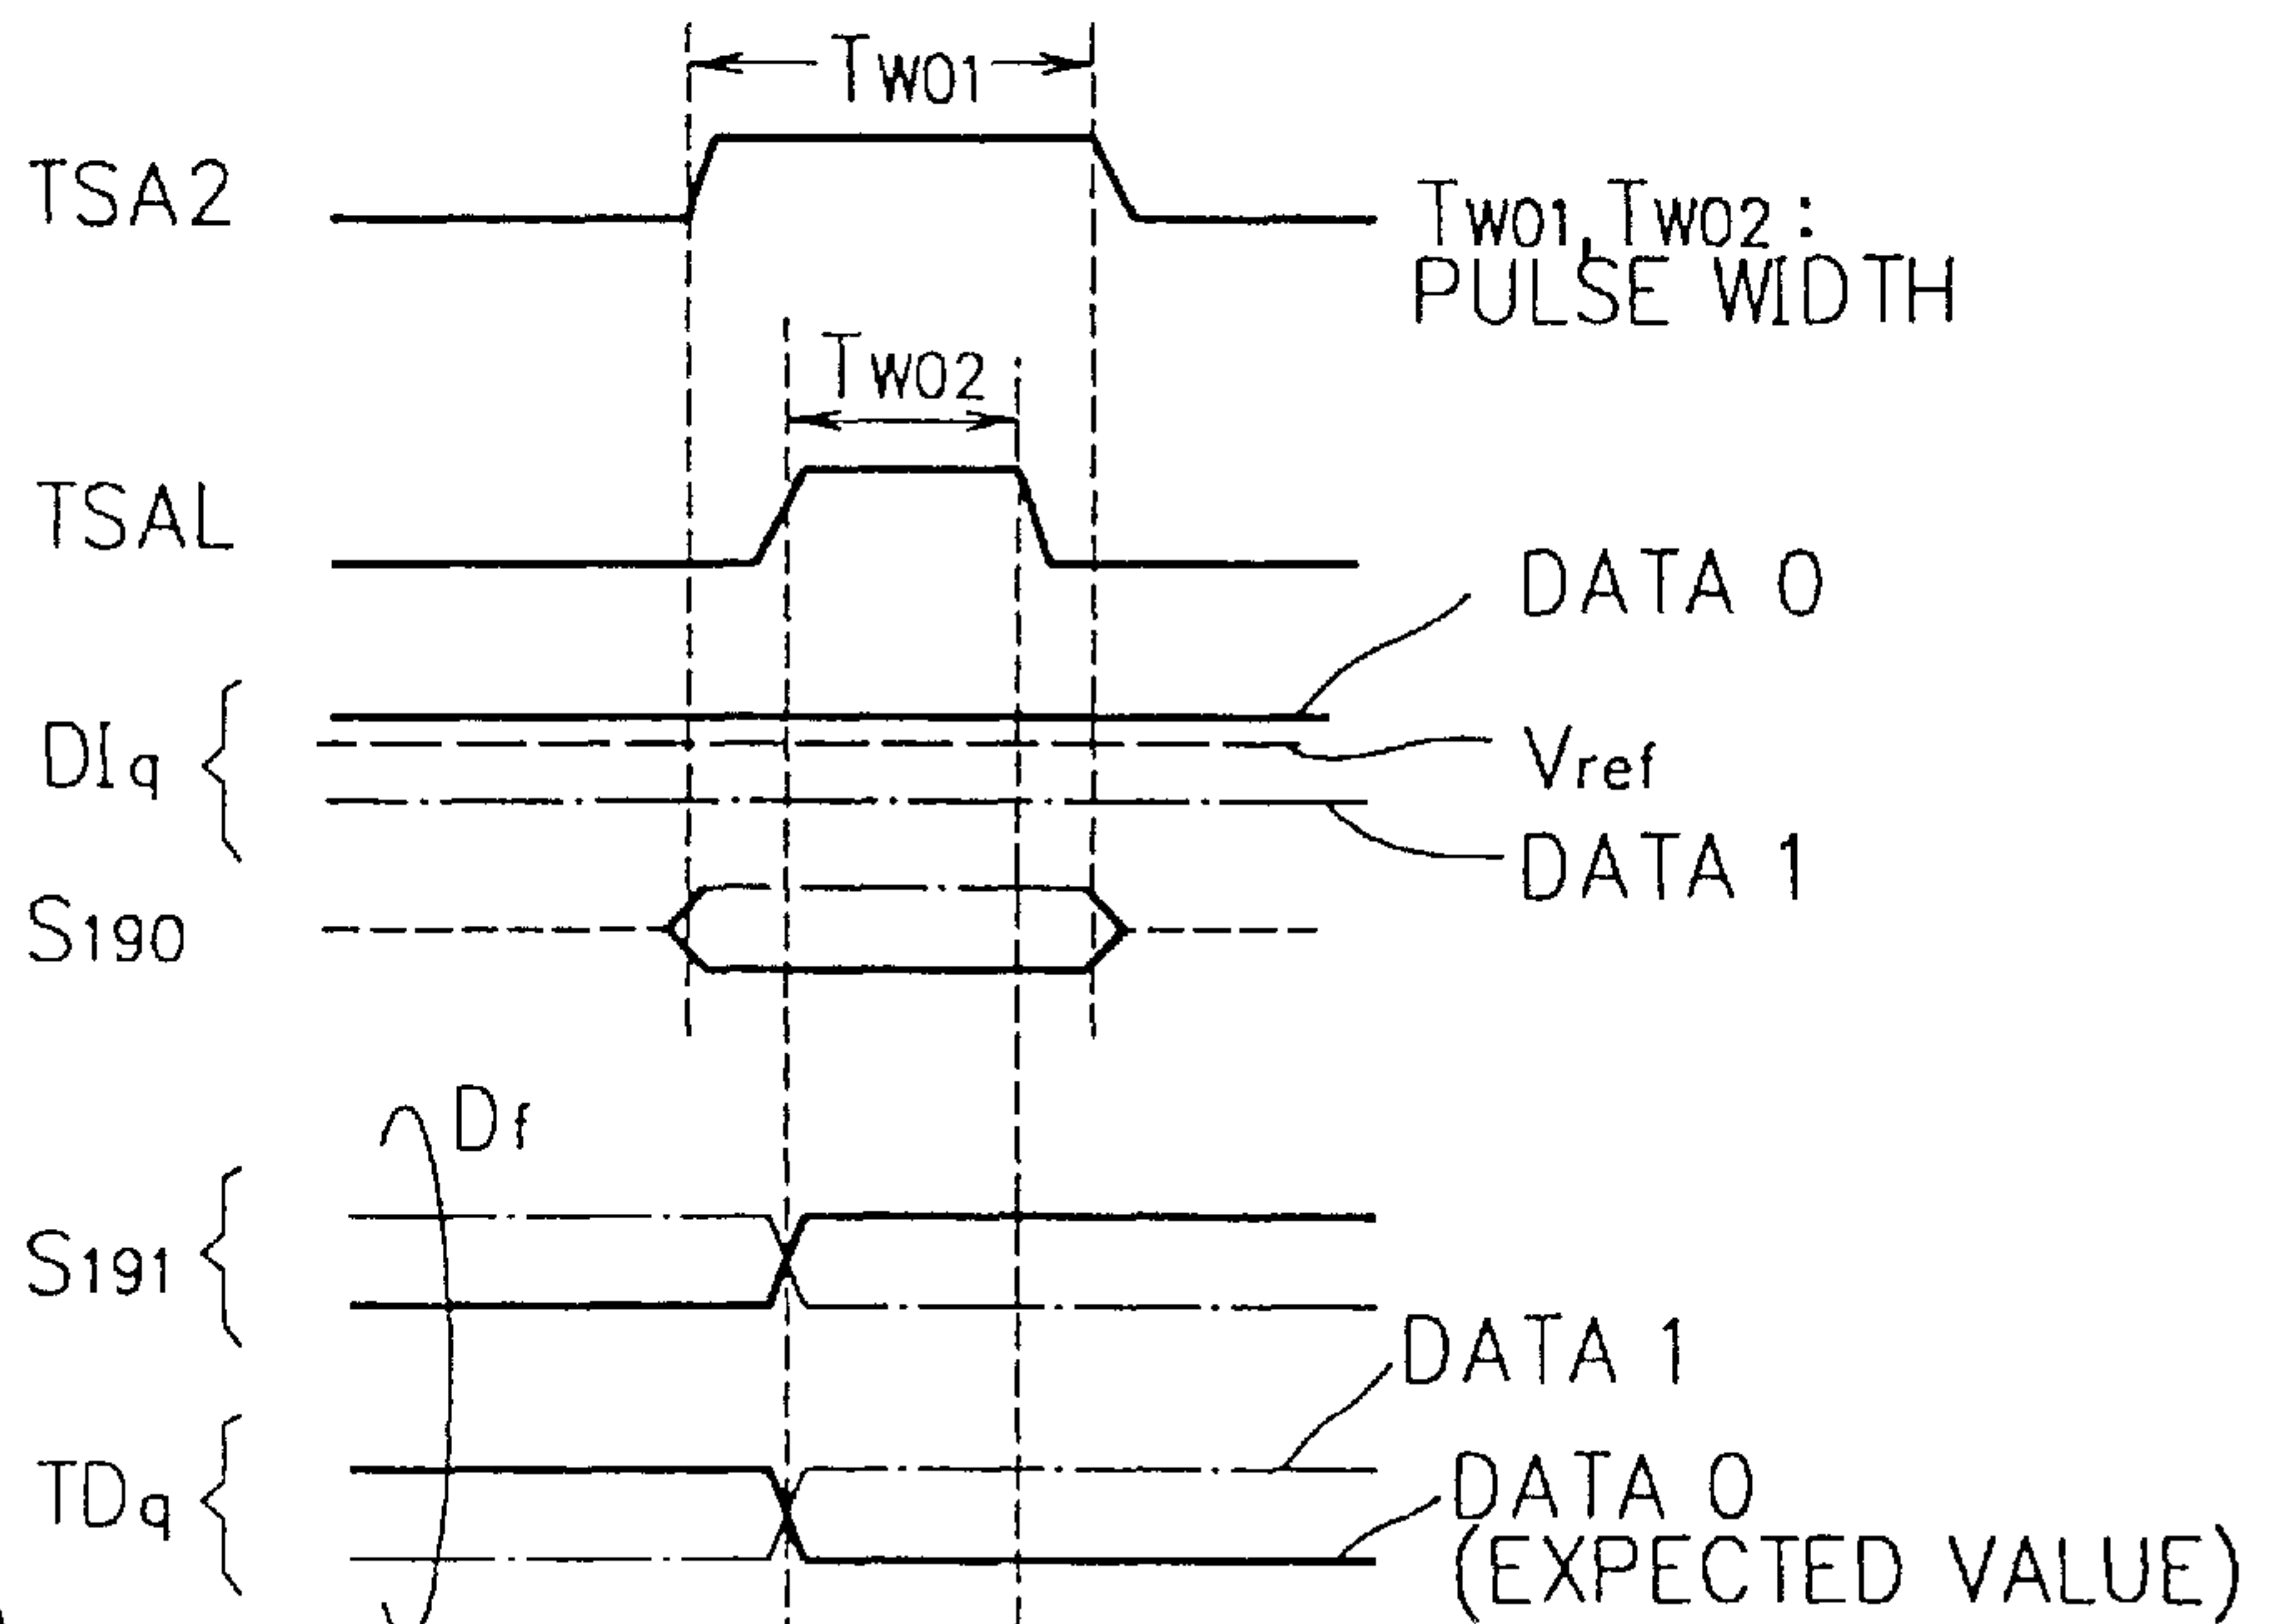 TW01
TSA2
TW01,TW02:
PULSE WIDTH
TW02
TSAL
DATA 0
DIq
Vref
DATA 1
S190
Df
S191
DATA 1
TDq
DATA 0
(EXPECTED VALUE)